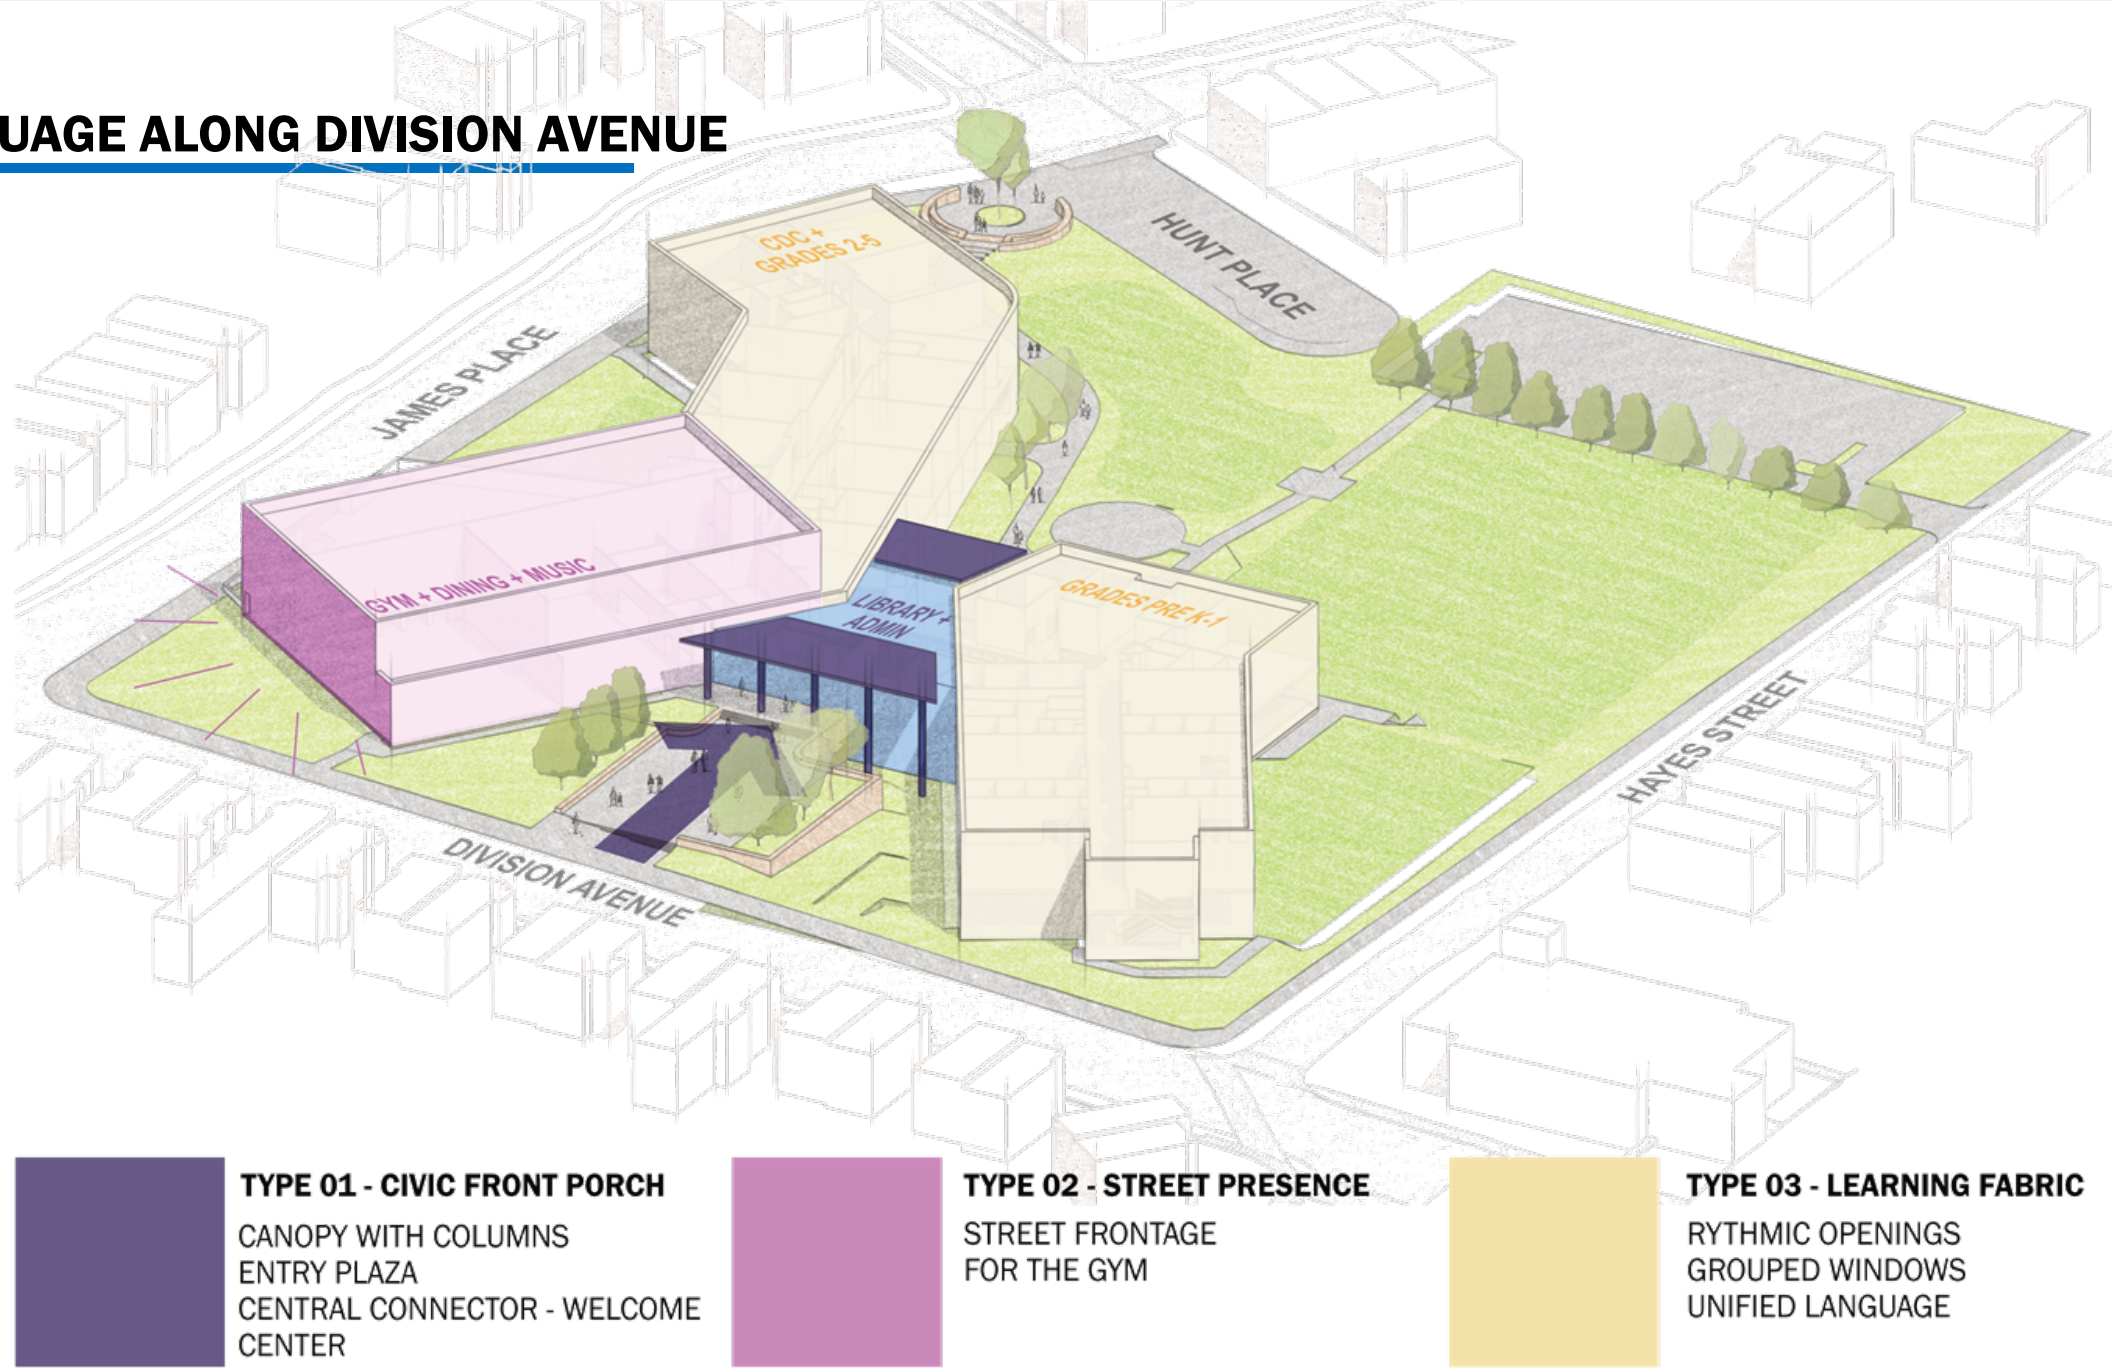 UAGE ALONG DIVISION AVENUE
CDC +
GRADES 2-5
HUNT PLACE
JAMES PLACE
GYM + DINING + MUSIC
LIBRARY +
ADMIN
GRADES PRE K-1
HAYES STREET
DIVISION AVENUE
TYPE 01 - CIVIC FRONT PORCH
CANOPY WITH COLUMNS
ENTRY PLAZA
CENTRAL CONNECTOR - WELCOME
CENTER
TYPE 02 - STREET PRESENCE
STREET FRONTAGE
FOR THE GYM
TYPE 03 - LEARNING FABRIC
RYTHMIC OPENINGS
GROUPED WINDOWS
UNIFIED LANGUAGE